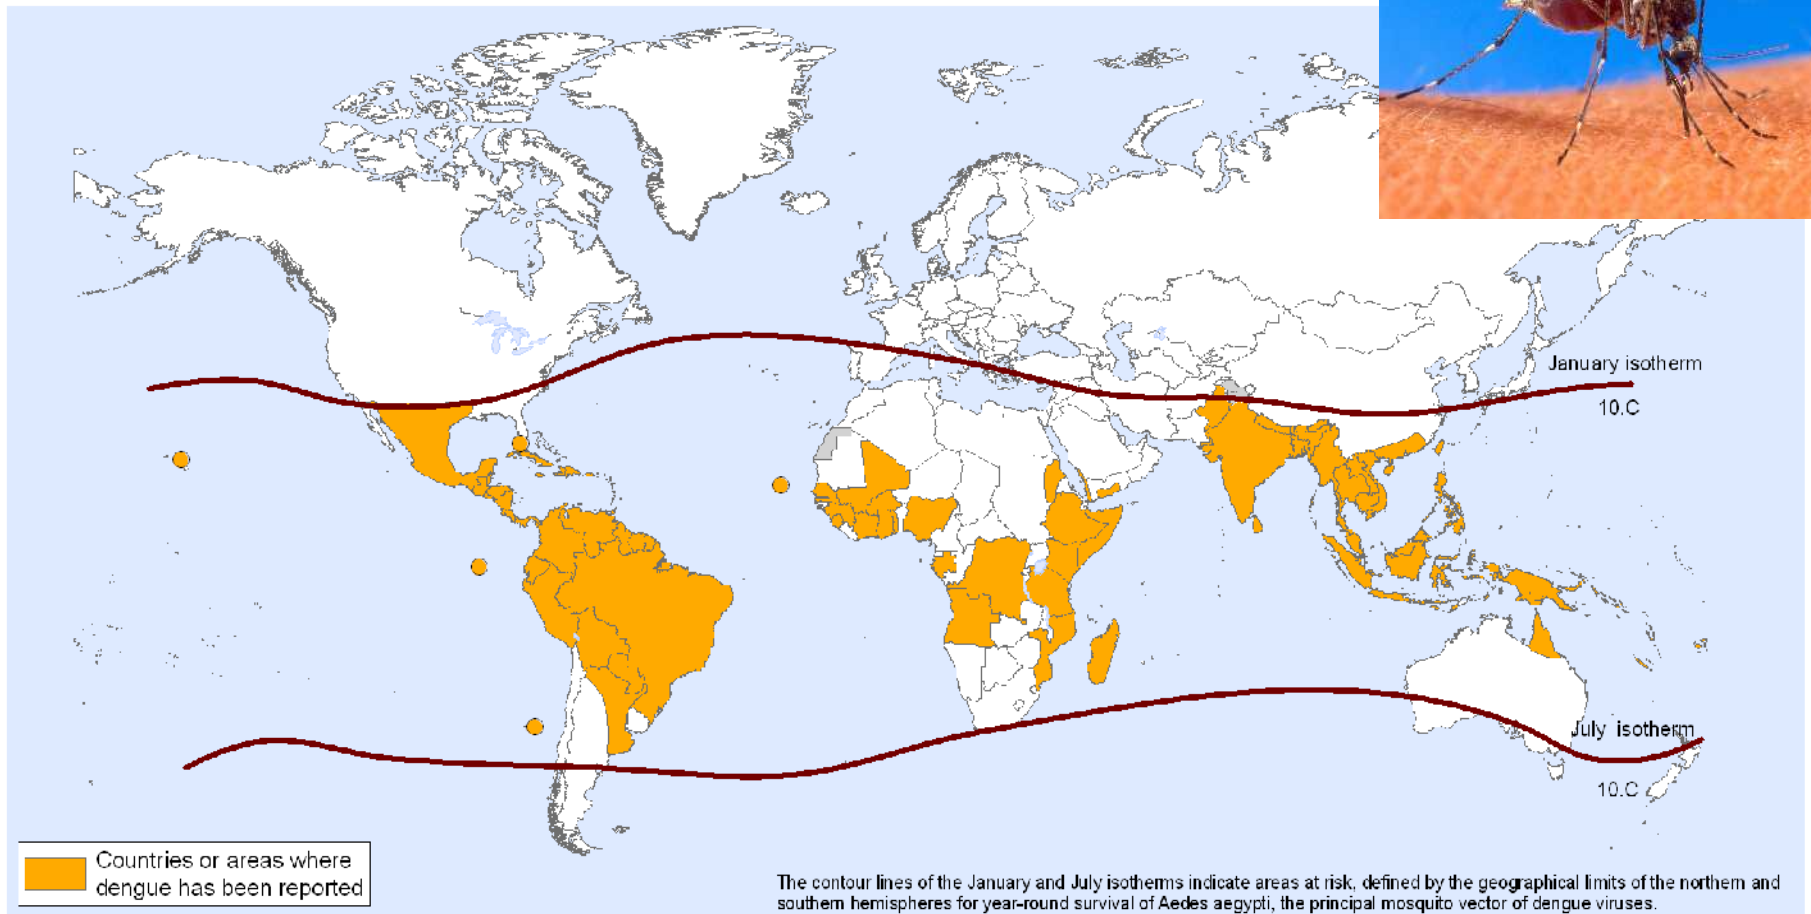 January isotherm
10.C
July isotherm
10.C
Countries or areas where
dengue has been reported
The contour lines of the January and July isotherms indicate areas at risk, defined by the geographical limits of the northern and
southern hemispheres for year-round survival of Aedes aegypti, the principal mosquito vector of dengue viruses.